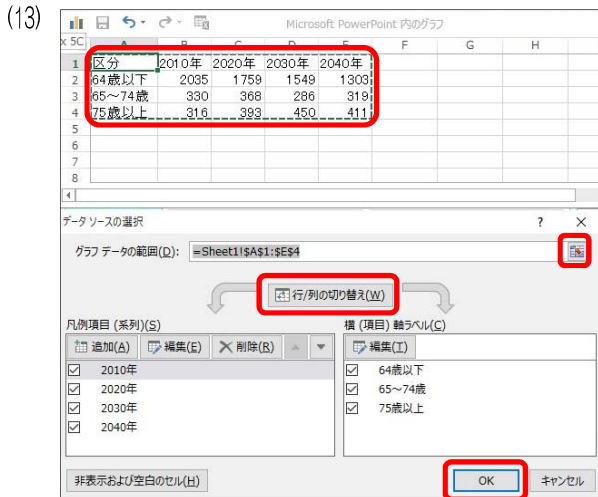 (13)
Microsoft PowerPoint 内のグラフ
x 5C A B C D E F G H
1 区分 2010年 2020年 2030年 2040年
2 64歳以下 2035 1759 1549 1303
3 65～74歳 330 368 286 319
4 75歳以上 316 393 450 411
5
6
7
8
データ ソースの選択 ? ×
グラフ データの範囲(D): =Sheet1!$A$1:$E$4
行/列の切り替え(W)
凡例項目 (系列)(S) 横 (項目) 軸ラベル(C)
追加(A) 編集(E) 削除(R) 編集(T)
2010年 64歳以下
2020年 65～74歳
2030年 75歳以上
2040年
非表示および空白のセル(H) OK キャンセル